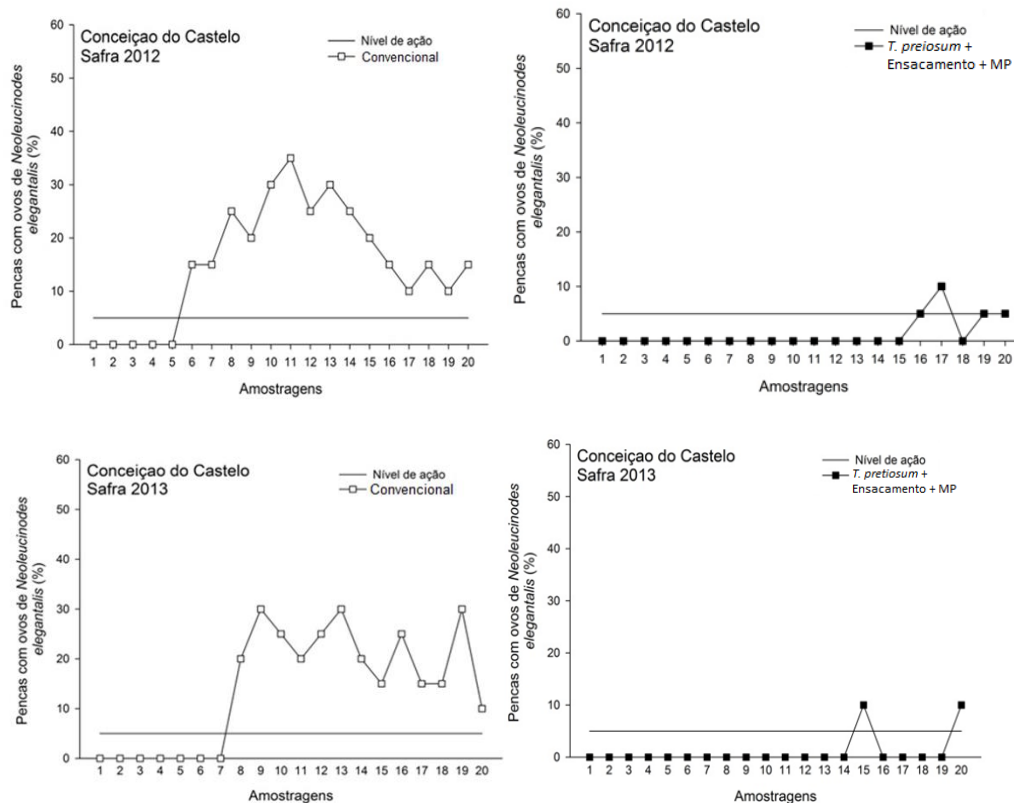 Conceiçao do Castelo
Safra 2012
Nível de ação
Convencional
Pencas com ovos de Neoleucinodes
elegantalis (%)
60
50
40
30
20
10
0
1 2 3 4 5 6 7 8 9 10 11 12 13 14 15 16 17 18 19 20
Amostragens
Conceiçao do Castelo
Safra 2012
Nível de ação
T. preiosum +
Ensacamento + MP
Pencas com ovos de Neoleucinodes
elegantalis (%)
60
50
40
30
20
10
0
1 2 3 4 5 6 7 8 9 10 11 12 13 14 15 16 17 18 19 20
Amostragens
Conceiçao do Castelo
Safra 2013
Nível de ação
Convencional
Pencas com ovos de Neoleucinodes
elegantalis (%)
60
50
40
30
20
10
0
1 2 3 4 5 6 7 8 9 10 11 12 13 14 15 16 17 18 19 20
Amostragens
Conceiçao do Castelo
Safra 2013
Nível de ação
T. pretiosum +
Ensacamento + MP
Pencas com ovos de Neoleucinodes
elegantalis (%)
60
50
40
30
20
10
0
1 2 3 4 5 6 7 8 9 10 11 12 13 14 15 16 17 18 19 20
Amostragens